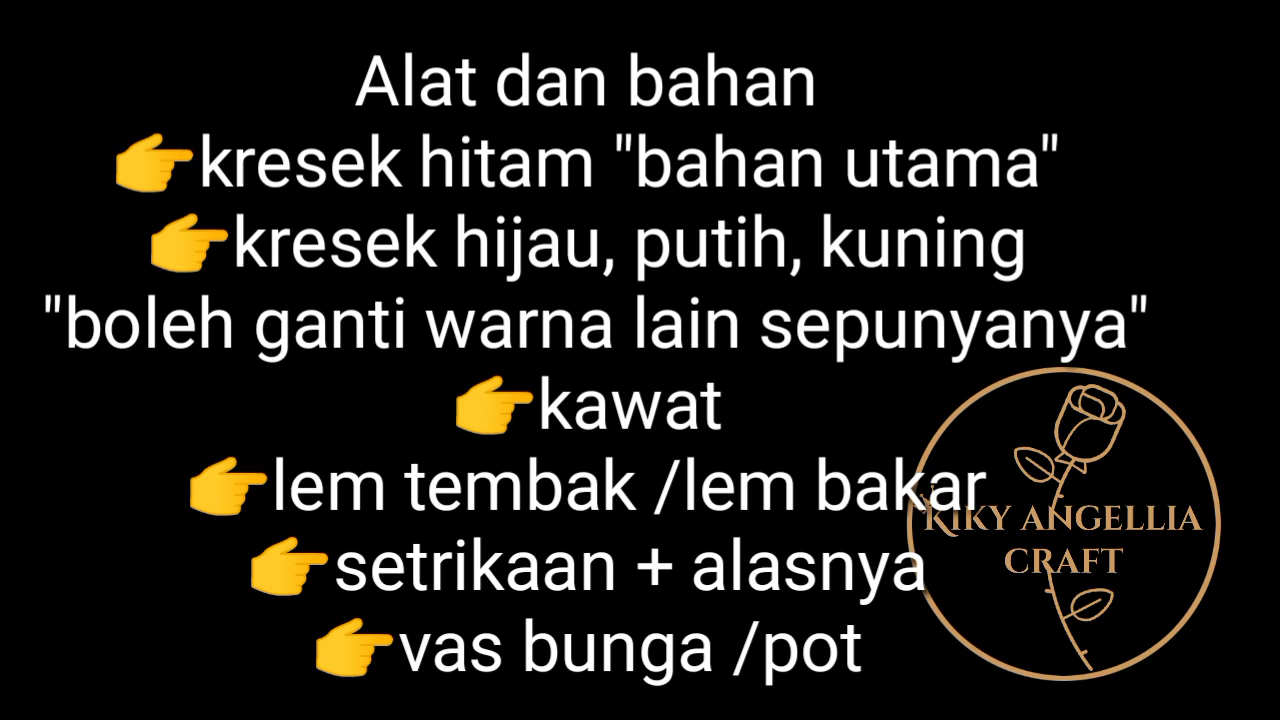 Alat dan bahan
👉kresek hitam "bahan utama"
👉kresek hijau, putih, kuning
"boleh ganti warna lain sepunyanya"
👉kawat
👉lem tembak /lem bakar
👉setrikaan + alasnya
👉vas bunga /pot
KIKY ANGELLIA
CRAFT